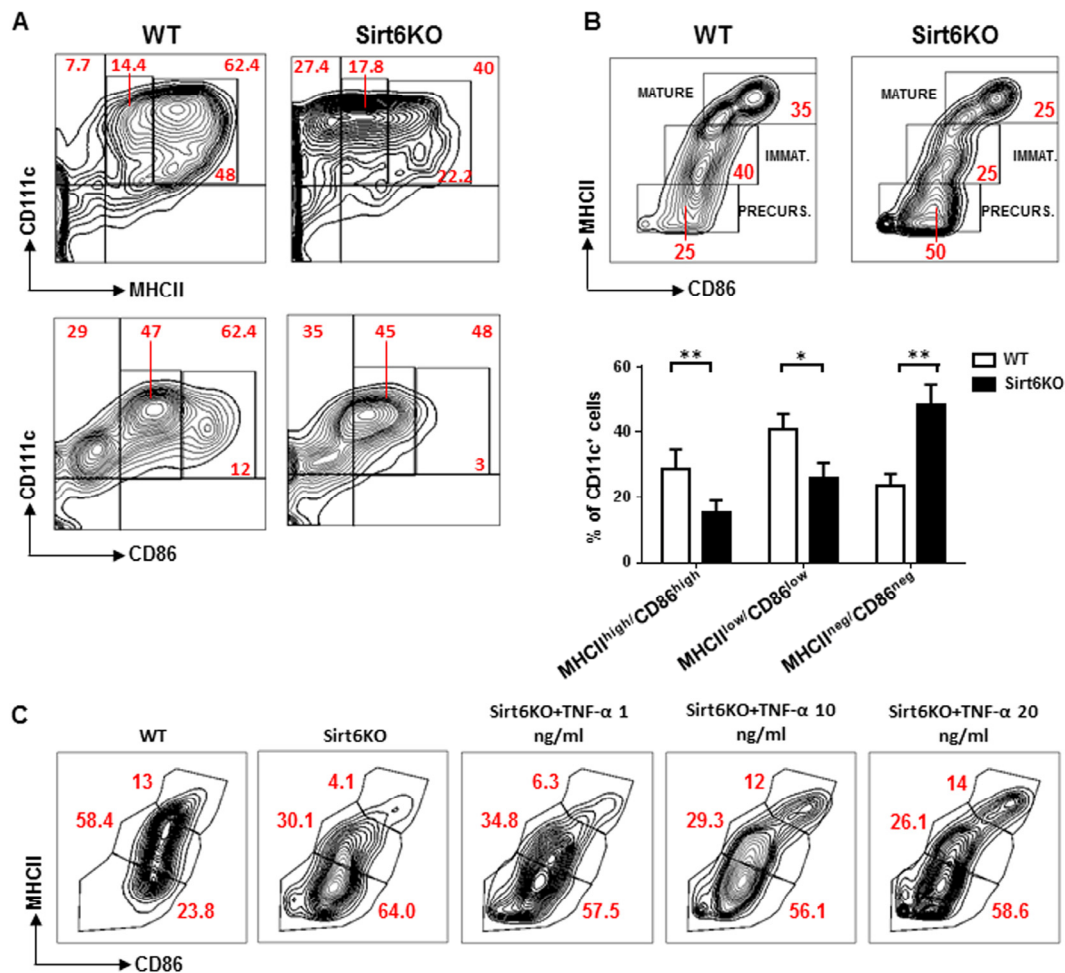 A
WT
Sirt6KO
7.7
14.4
62.4
48
27.4
17.8
40
22.2
CD111c
MHCII
29
47
62.4
12
35
45
48
3
CD111c
CD86
B
WT
Sirt6KO
MATURE
35
IMMAT.
40
PRECURS.
25
MATURE
25
IMMAT.
25
PRECURS.
50
MHCII
CD86
% of CD11c+ cells
60
40
20
0
**
*
**
WT
Sirt6KO
MHCIIhigh/CD86high
MHCIIlow/CD86low
MHCIIneg/CD86neg
C
WT
Sirt6KO
Sirt6KO+TNF-α 1
ng/ml
Sirt6KO+TNF-α 10
ng/ml
Sirt6KO+TNF-α 20
ng/ml
13
58.4
23.8
4.1
30.1
64.0
6.3
34.8
57.5
12
29.3
56.1
14
26.1
58.6
MHCII
CD86